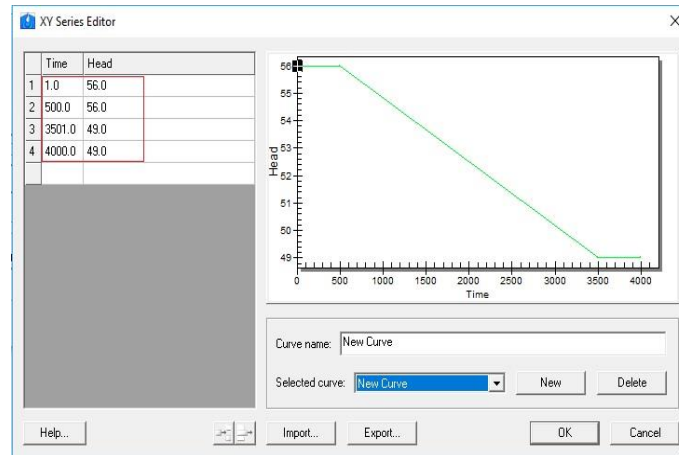 XY Series Editor
Time Head
1 1.0 56.0
2 500.0 56.0
3 3501.0 49.0
4 4000.0 49.0
56
55
54
53
52
51
50
49
Head
0 500 1000 1500 2000 2500 3000 3500 4000
Time
Curve name: New Curve
Selected curve: New Curve New Delete
Help... Import... Export... OK Cancel